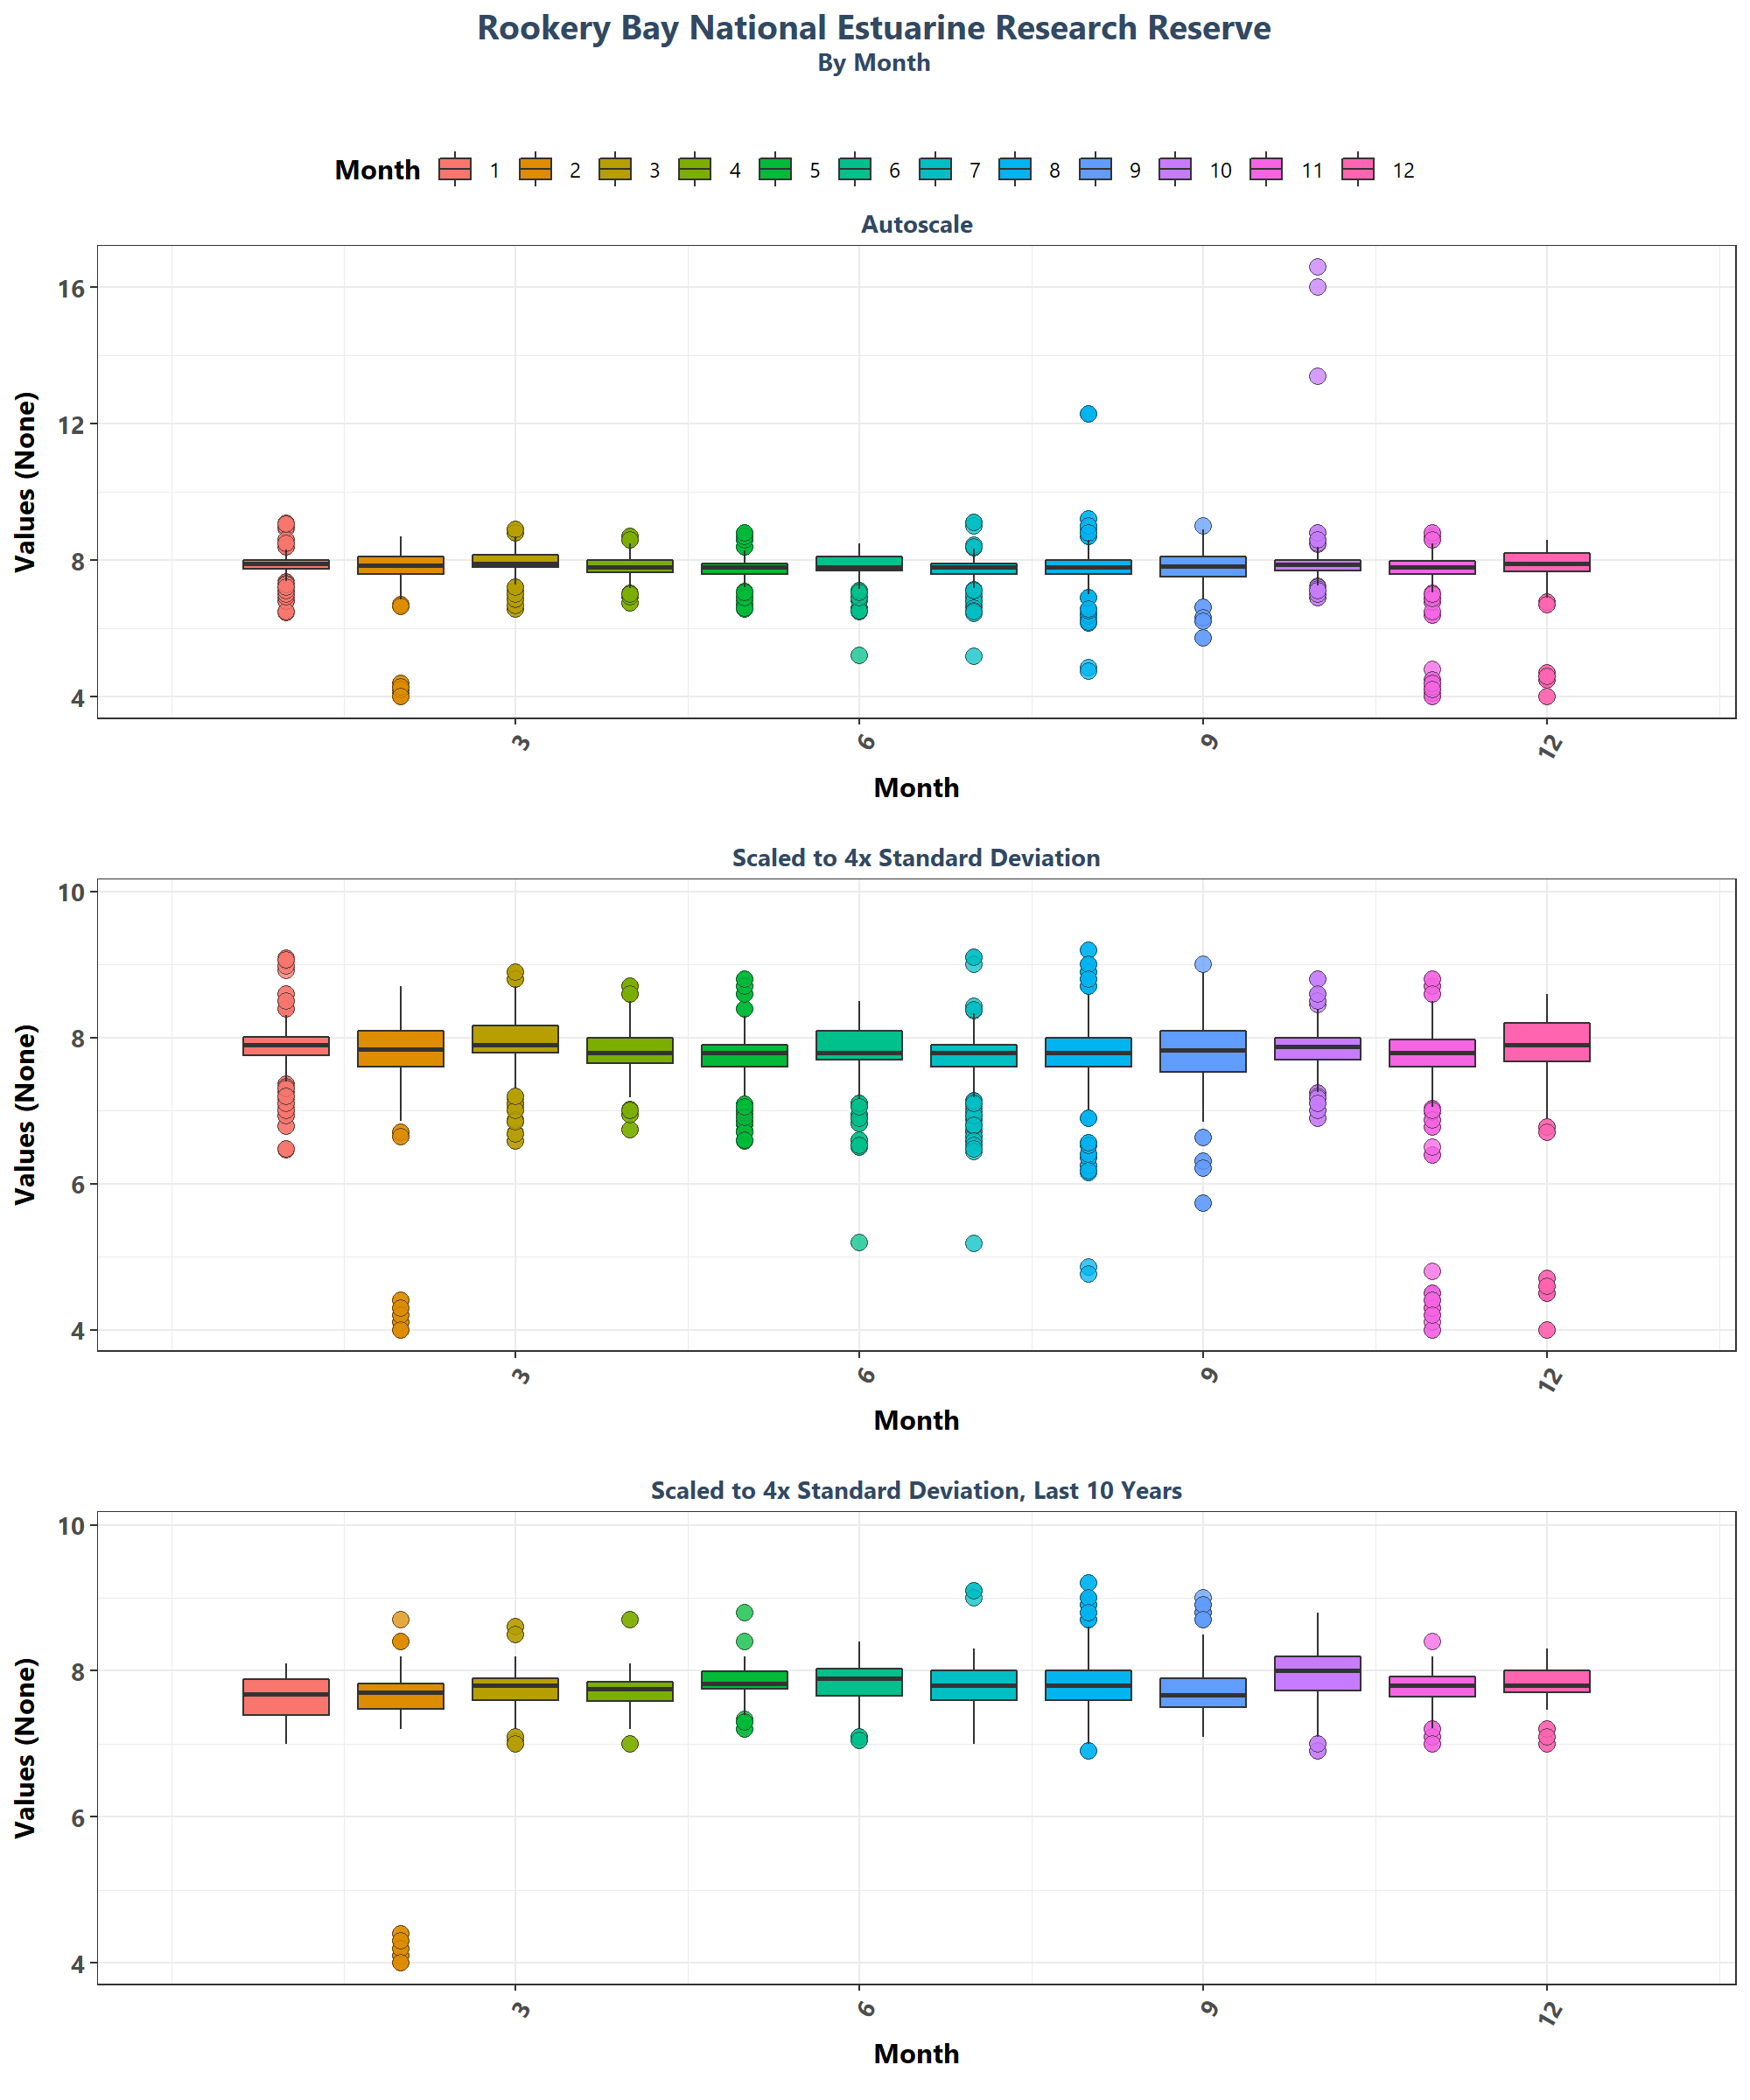 Rookery Bay National Estuarine Research Reserve
By Month
Month 1 2 3 4 5 6 7 8 9 10 11 12
Autoscale
Values (None)
16
12
8
4
3 6 9 12
Month
Scaled to 4x Standard Deviation
Values (None)
10
8
6
4
3 6 9 12
Month
Scaled to 4x Standard Deviation, Last 10 Years
Values (None)
10
8
6
4
3 6 9 12
Month